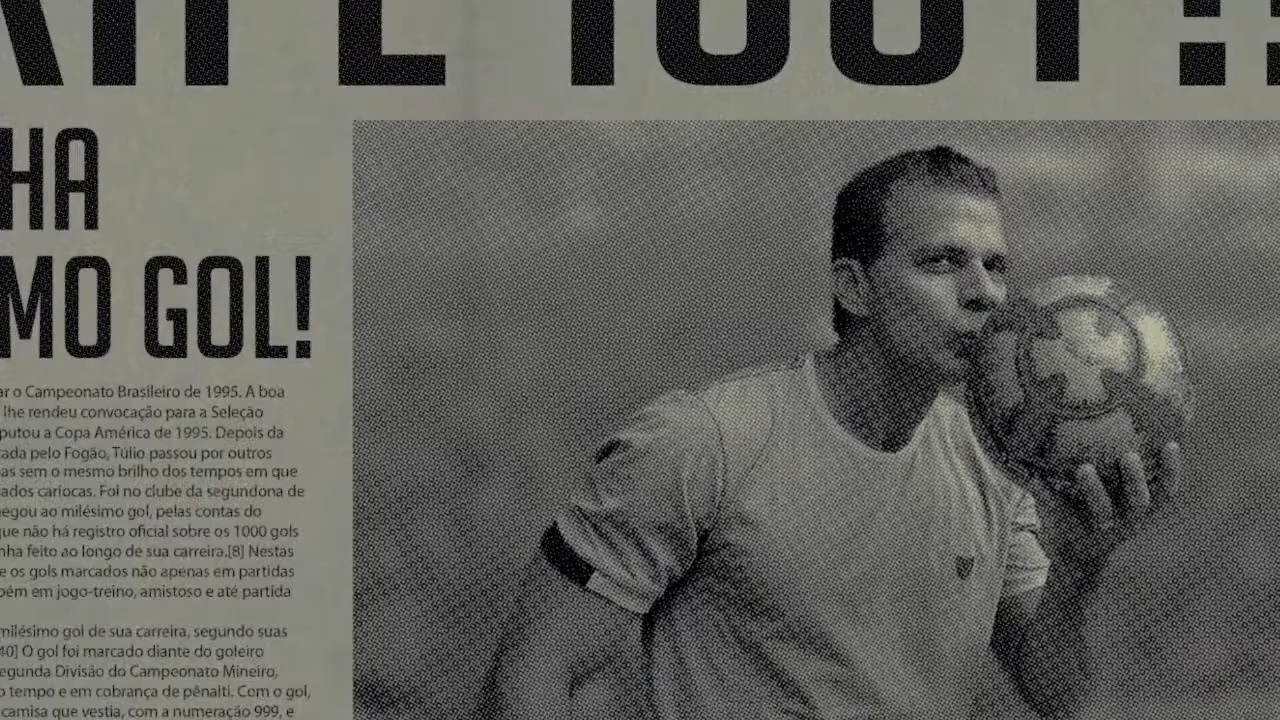 HA
MO GOL!
ar o Campeonato Brasileiro de 1995. A boa
lhe rendeu convocação para a Seleção
putou a Copa América de 1995. Depois da
ada pelo Fogão, Túlio passou por outros
as sem o mesmo brilho dos tempos em que
ados cariocas. Foi no clube da segundona de
egou ao milésimo gol, pelas contas do
que não há registro oficial sobre os 1000 gols
nha feito ao longo de sua carreira.[8] Nestas
e os gols marcados não apenas em partidas
bém em jogo-treino, amistoso e até partida
milésimo gol de sua carreira, segundo suas
40] O gol foi marcado diante do goleiro
egunda Divisão do Campeonato Mineiro,
o tempo e em cobrança de pênalti. Com o gol,
camisa que vestia, com a numeração 999, e